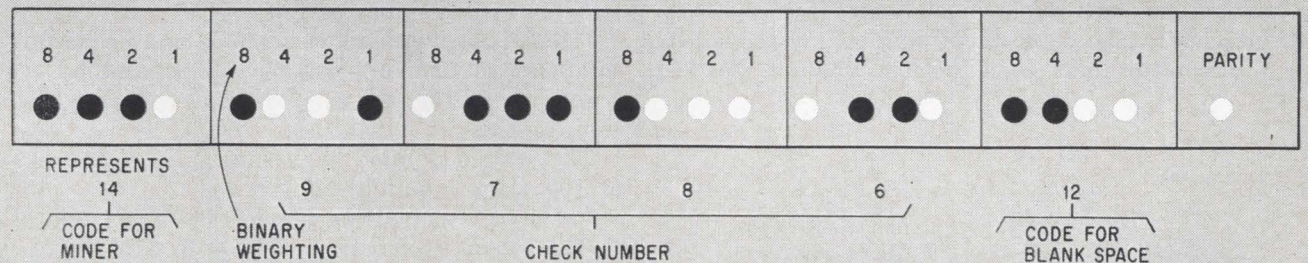 8 4 2 1 8 4 2 1 8 4 2 1 8 4 2 1 8 4 2 1 8 4 2 1 PARITY
REPRESENTS
14 9 7 8 6 12
CODE FOR MINER
BINARY WEIGHTING
CHECK NUMBER
CODE FOR BLANK SPACE